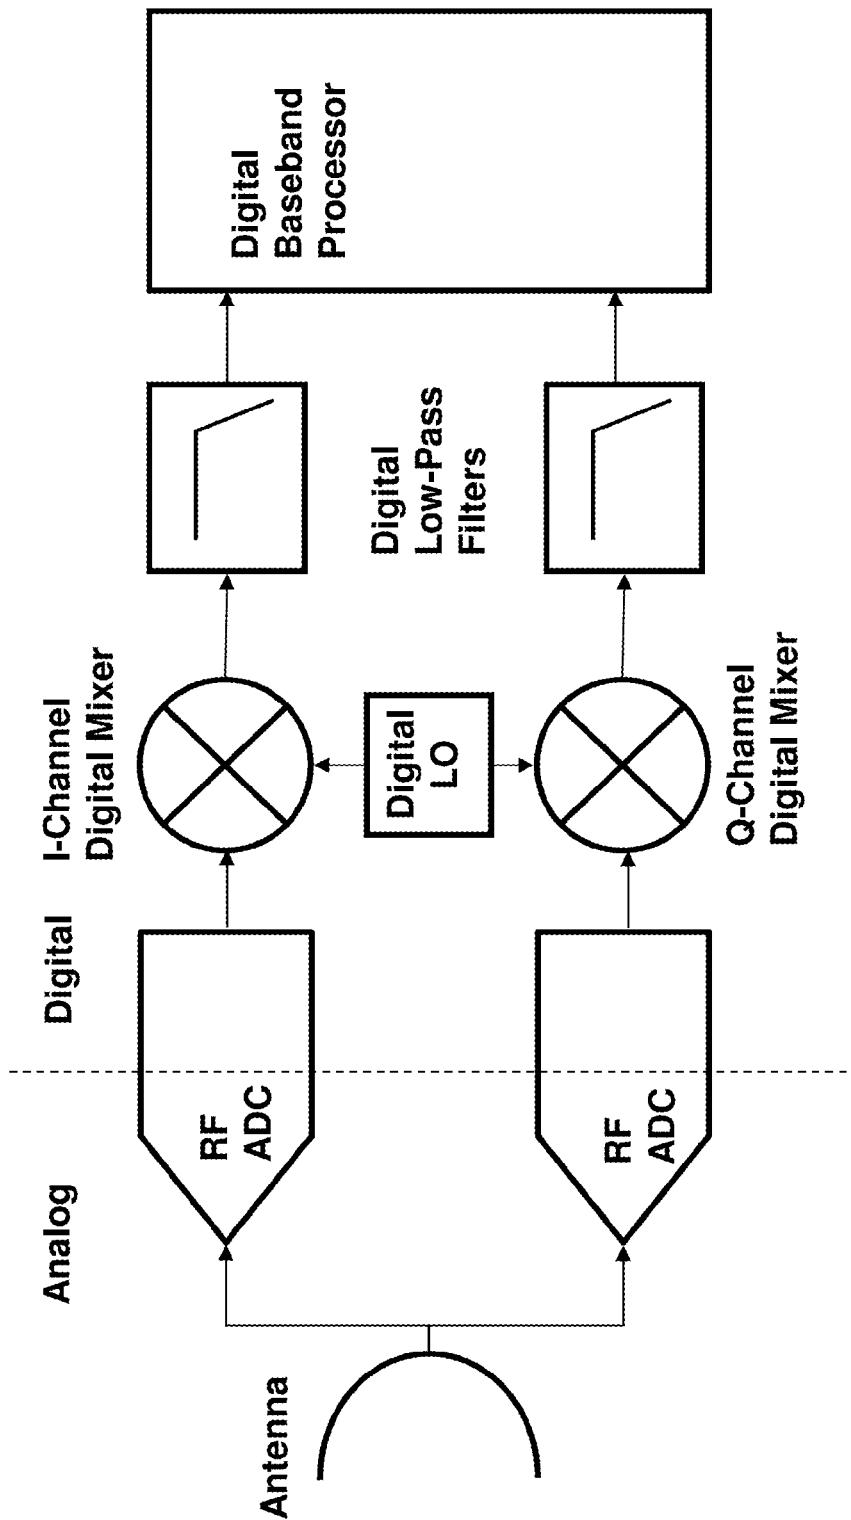 Antenna
Analog
Digital
RF
ADC
RF
ADC
I-Channel
Digital Mixer
Digital
LO
Q-Channel
Digital Mixer
Digital
Low-Pass
Filters
Digital
Baseband
Processor